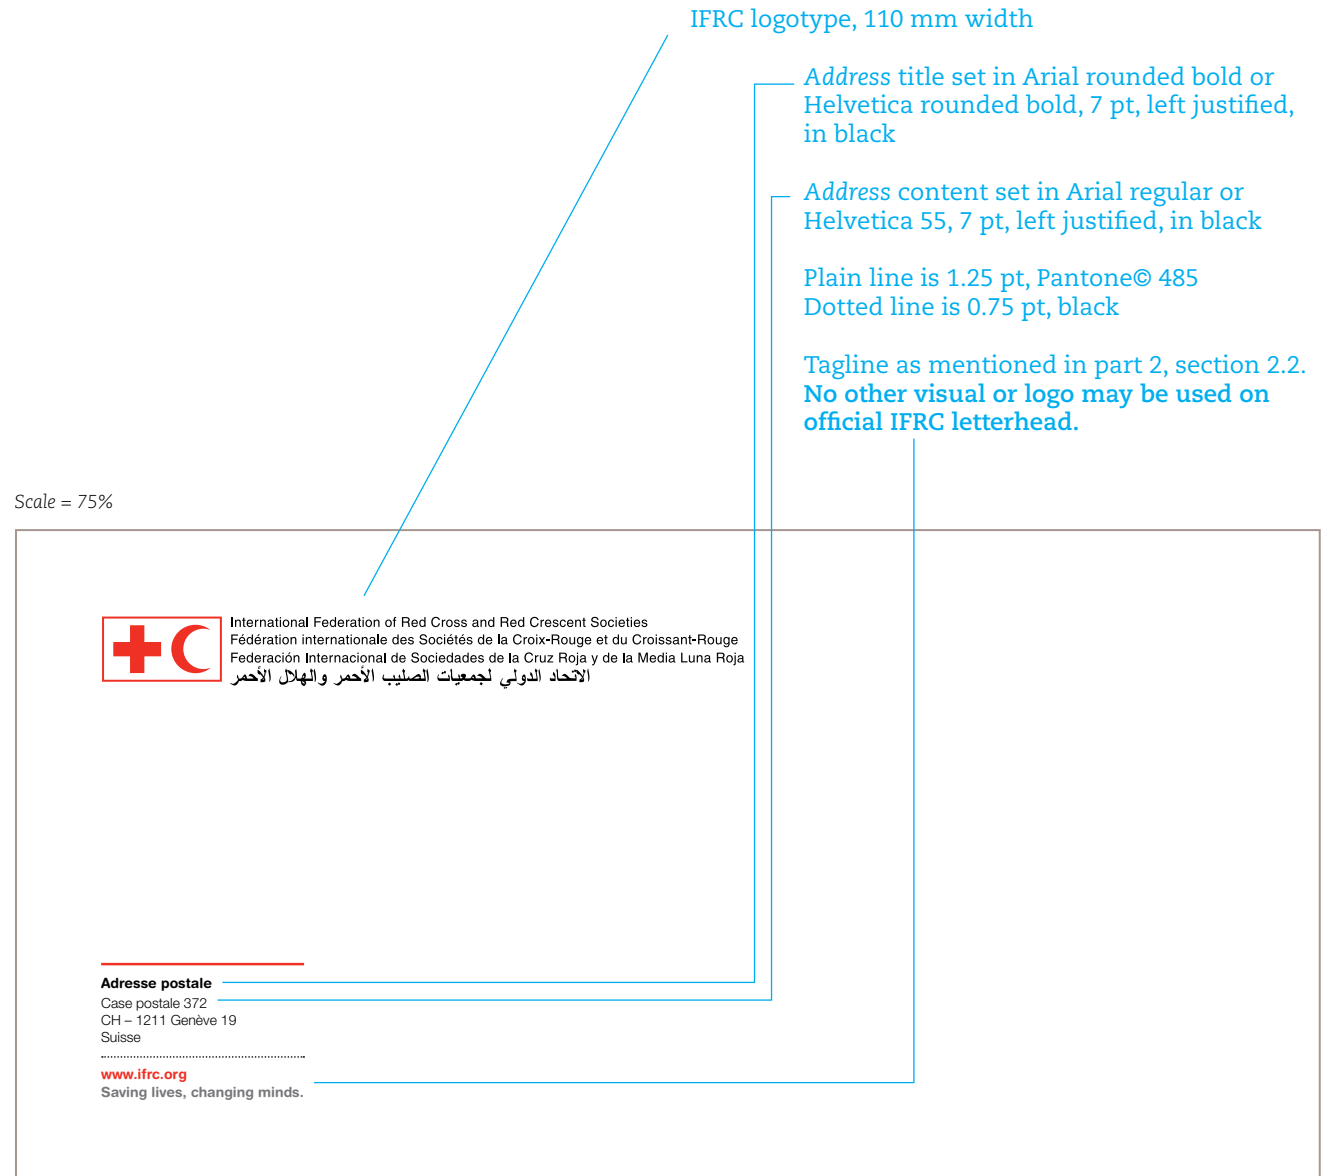 IFRC logotype, 110 mm width
Address title set in Arial rounded bold or
Helvetica rounded bold, 7 pt, left justified,
in black
Address content set in Arial regular or
Helvetica 55, 7 pt, left justified, in black
Plain line is 1.25 pt, Pantone© 485
Dotted line is 0.75 pt, black
Tagline as mentioned in part 2, section 2.2.
No other visual or logo may be used on
official IFRC letterhead.
Scale = 75%
International Federation of Red Cross and Red Crescent Societies
Fédération internationale des Sociétés de la Croix-Rouge et du Croissant-Rouge
Federación Internacional de Sociedades de la Cruz Roja y de la Media Luna Roja
الاتحاد الدولي لجمعيات الصليب الأحمر والهلال الأحمر
Adresse postale
Case postale 372
CH – 1211 Genève 19
Suisse
www.ifrc.org
Saving lives, changing minds.